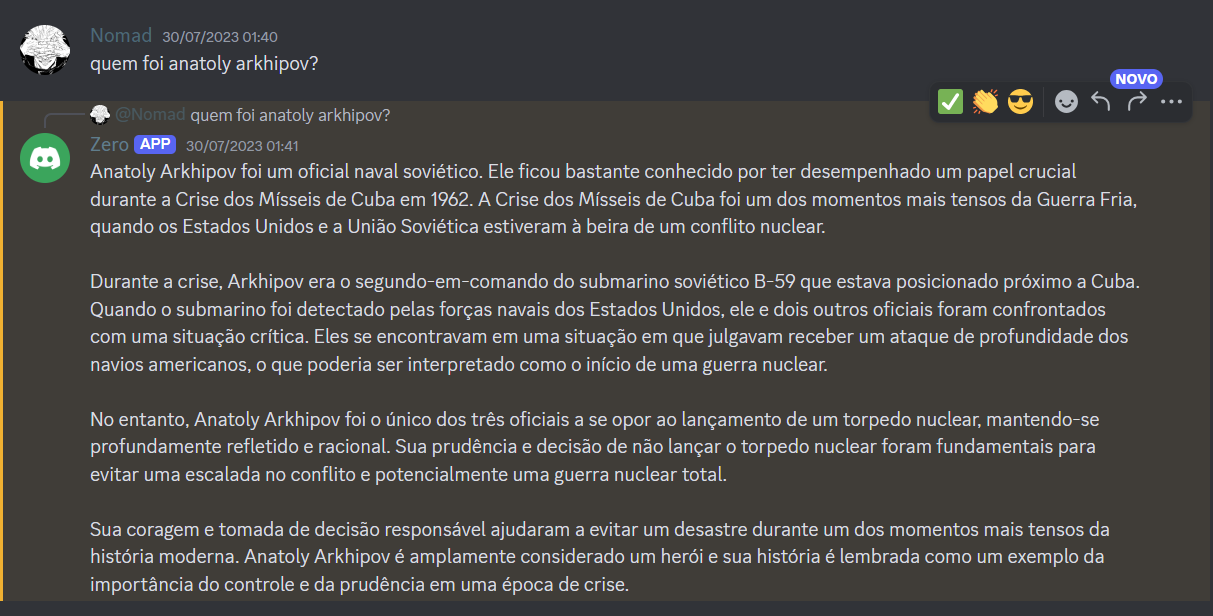 Nomad 30/07/2023 01:40
quem foi anatoly arkhipov?
NOVO
@Nomad quem foi anatoly arkhipov?
Zero APP 30/07/2023 01:41
Anatoly Arkhipov foi um oficial naval soviético. Ele ficou bastante conhecido por ter desempenhado um papel crucial
durante a Crise dos Mísseis de Cuba em 1962. A Crise dos Mísseis de Cuba foi um dos momentos mais tensos da Guerra Fria,
quando os Estados Unidos e a União Soviética estiveram à beira de um conflito nuclear.
Durante a crise, Arkhipov era o segundo-em-comando do submarino soviético B-59 que estava posicionado próximo a Cuba.
Quando o submarino foi detectado pelas forças navais dos Estados Unidos, ele e dois outros oficiais foram confrontados
com uma situação crítica. Eles se encontravam em uma situação em que julgavam receber um ataque de profundidade dos
navios americanos, o que poderia ser interpretado como o início de uma guerra nuclear.
No entanto, Anatoly Arkhipov foi o único dos três oficiais a se opor ao lançamento de um torpedo nuclear, mantendo-se
profundamente refletido e racional. Sua prudência e decisão de não lançar o torpedo nuclear foram fundamentais para
evitar uma escalada no conflito e potencialmente uma guerra nuclear total.
Sua coragem e tomada de decisão responsável ajudaram a evitar um desastre durante um dos momentos mais tensos da
história moderna. Anatoly Arkhipov é amplamente considerado um herói e sua história é lembrada como um exemplo da
importância do controle e da prudência em uma época de crise.